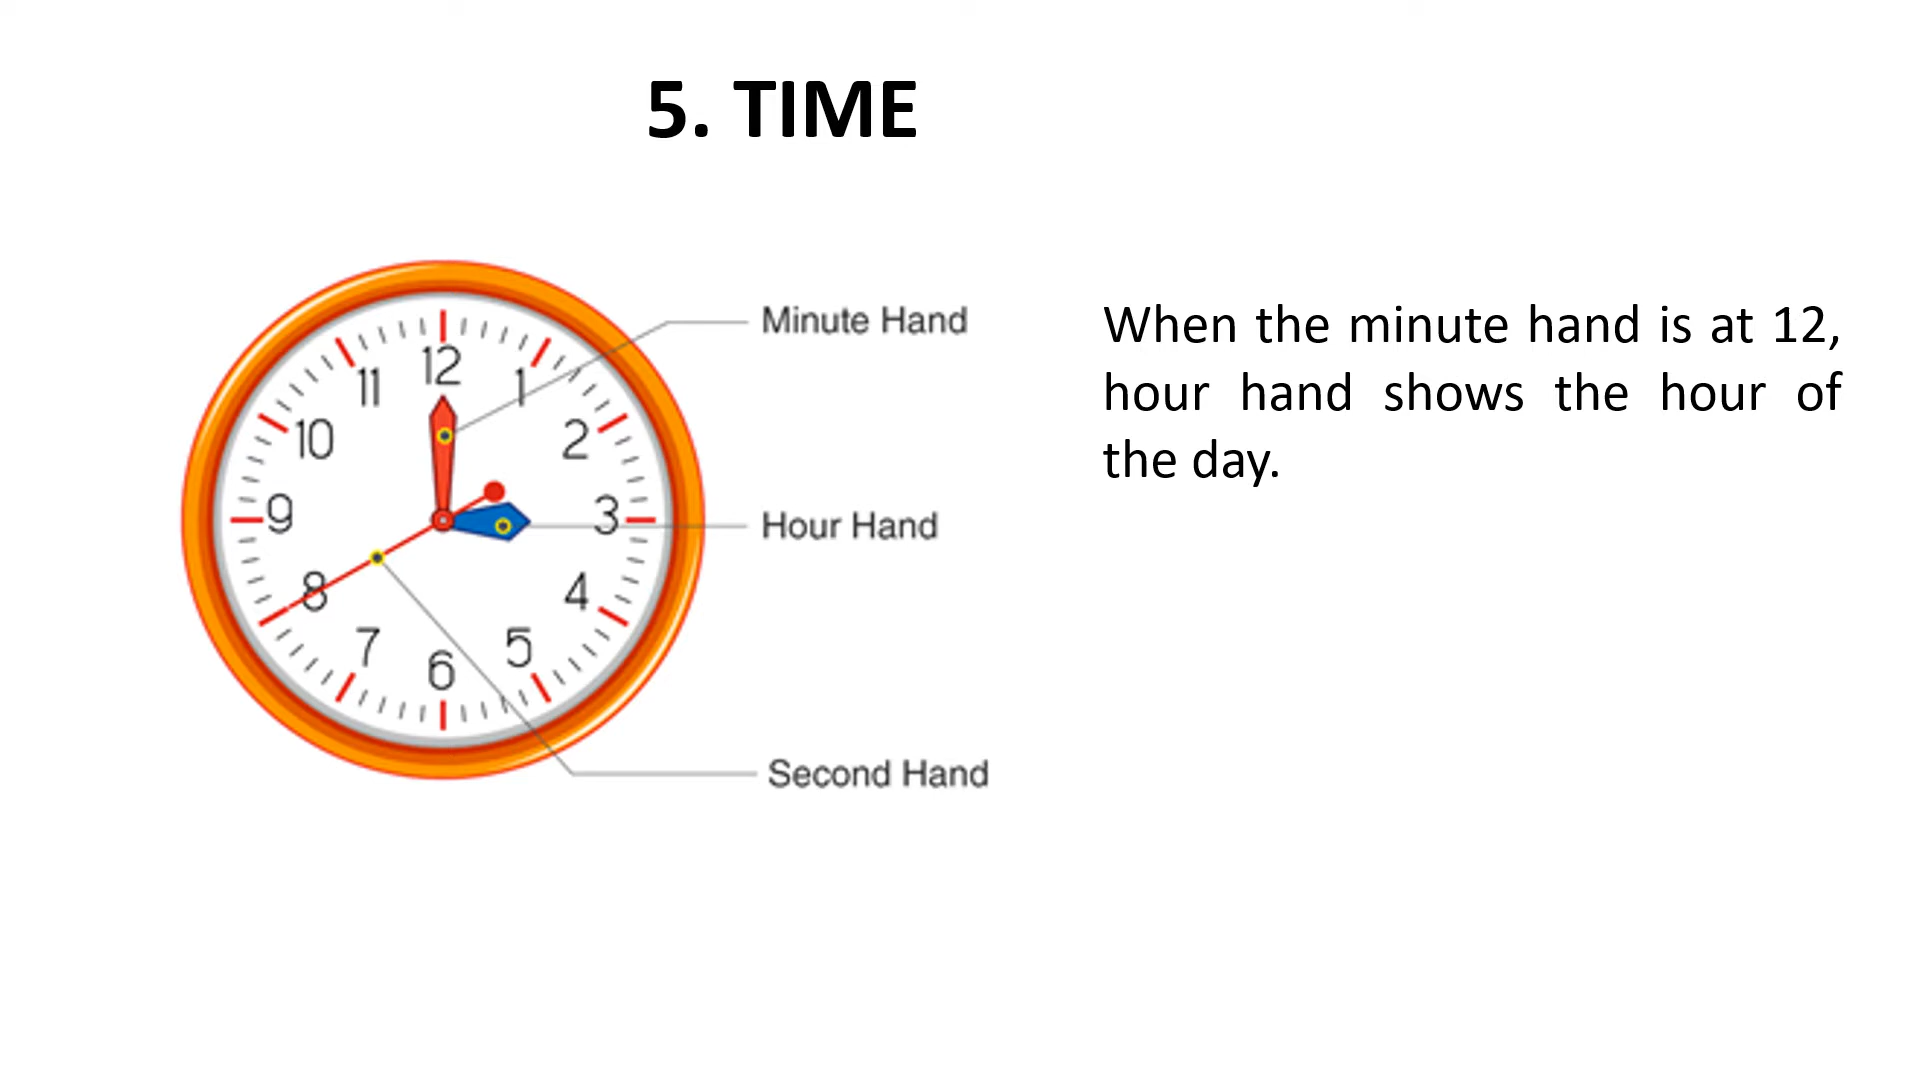 5. TIME
Minute Hand
Hour Hand
Second Hand
When the minute hand is at 12,
hour hand shows the hour of
the day.
12
1
2
3
4
5
6
7
8
9
10
11